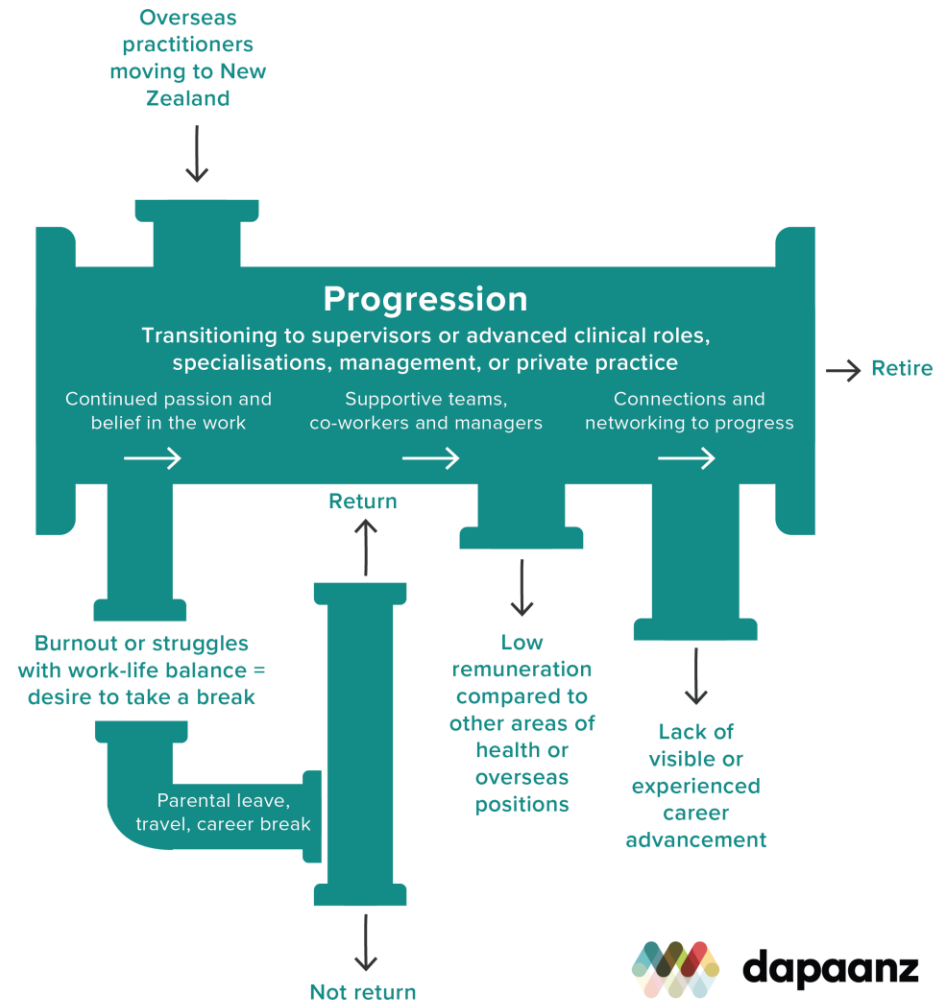 Overseas
practitioners
moving to New
Zealand
Progression
Transitioning to supervisors or advanced clinical roles,
specialisations, management, or private practice
Continued passion and
belief in the work
Supportive teams,
co-workers and managers
Connections and
networking to progress
Retire
Return
Burnout or struggles
with work-life balance =
desire to take a break
Parental leave,
travel, career break
Not return
Low
remuneration
compared to
other areas of
health or
overseas
positions
Lack of
visible or
experienced
career
advancement
dapaanz